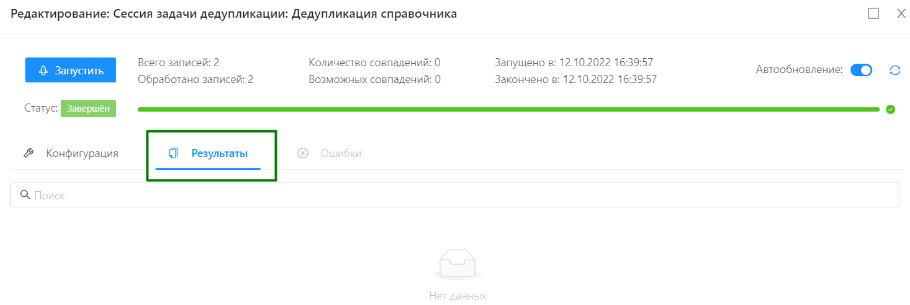 Редактирование: Сессия задачи дедупликации: Дедупликация справочника
Запустить
Всего записей: 2
Обработано записей: 2
Количество совпадений: 0
Возможных совпадений: 0
Запущено в: 12.10.2022 16:39:57
Закончено в: 12.10.2022 16:39:57
Автообновление:
Статус: Завершён
Конфигурация
Результаты
Ошибки
Поиск
Нет данных